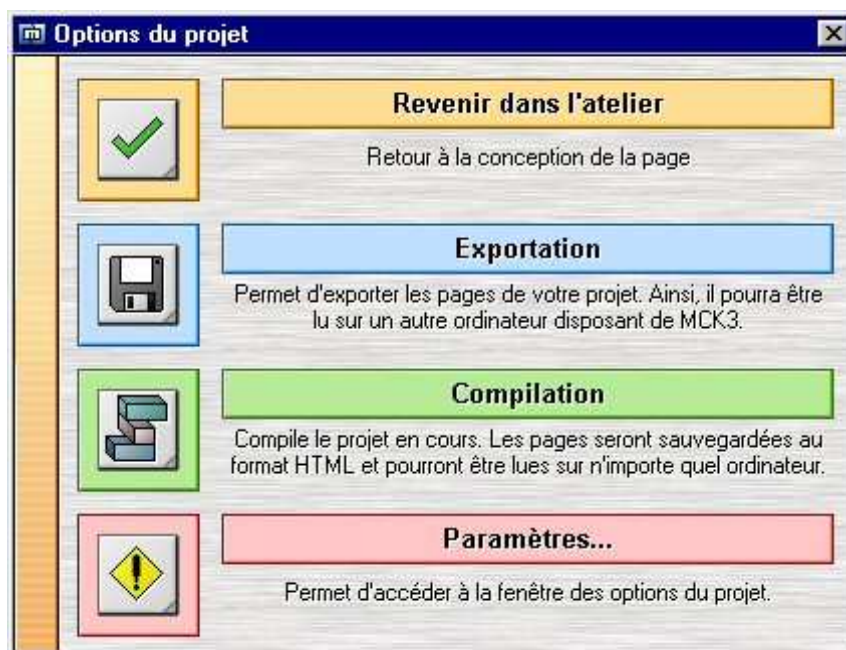 Options du projet
Revenir dans l'atelier
Retour à la conception de la page
Exportation
Permet d'exporter les pages de votre projet. Ainsi, il pourra être
lu sur un autre ordinateur disposant de MCK3.
Compilation
Compile le projet en cours. Les pages seront sauvegardées au
format HTML et pourront être lues sur n'importe quel ordinateur.
Paramètres...
Permet d'accéder à la fenêtre des options du projet.